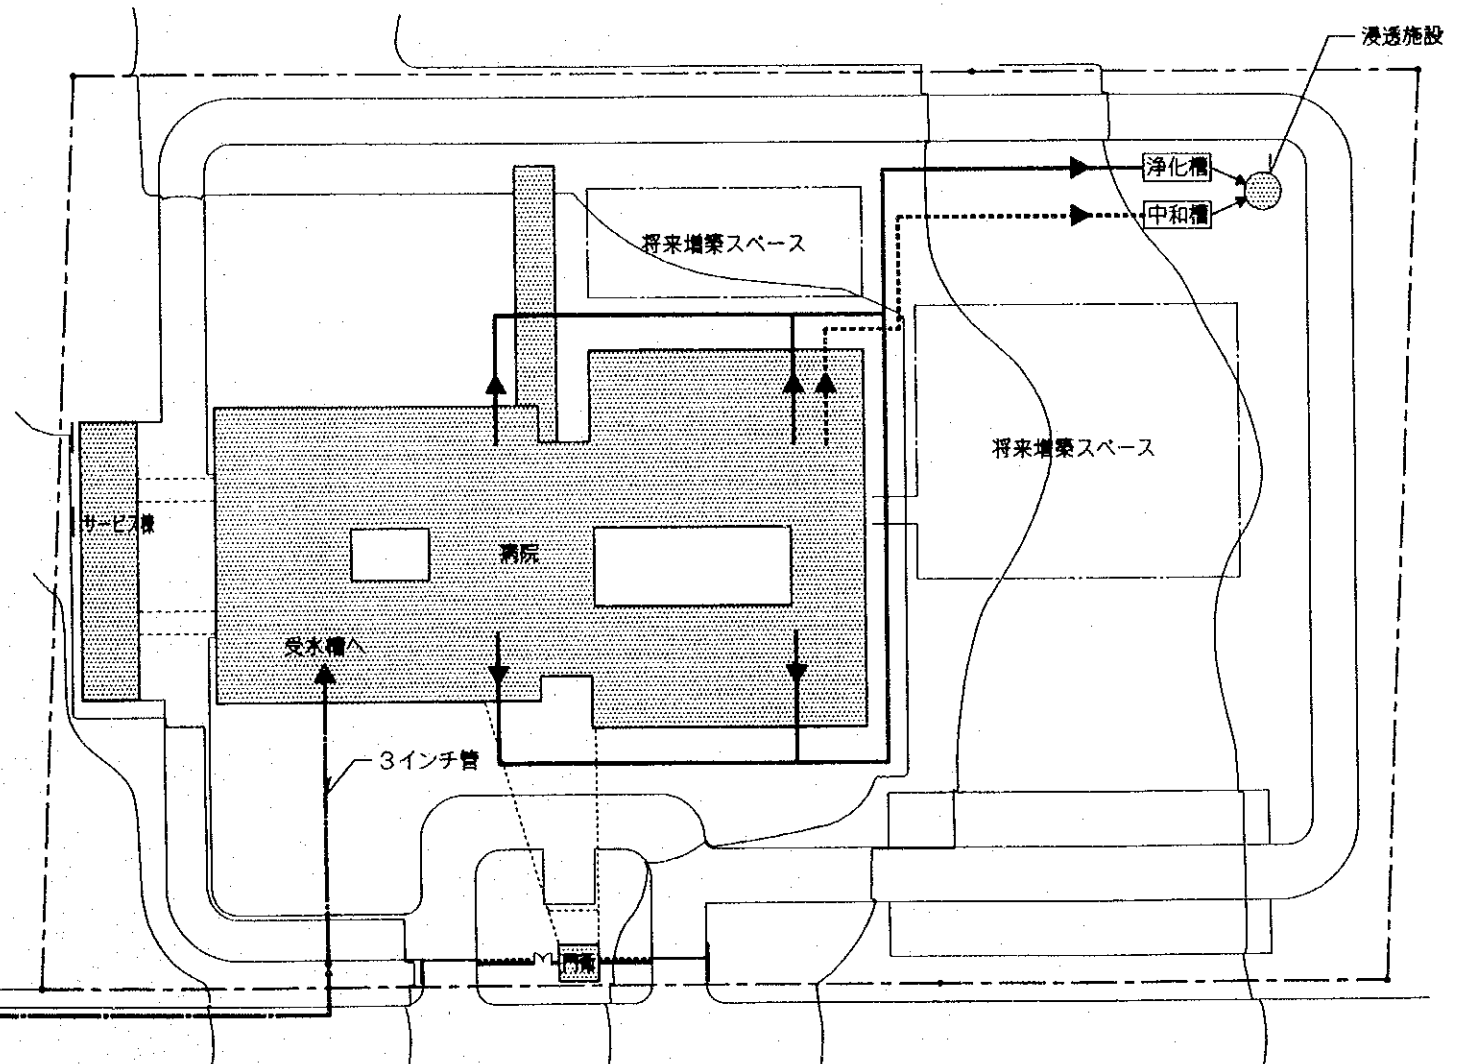 浸透施設
浄化槽
中和槽
将来増築スペース
将来増築スペース
サービス棟
病院
受水槽へ
3インチ管
門衛